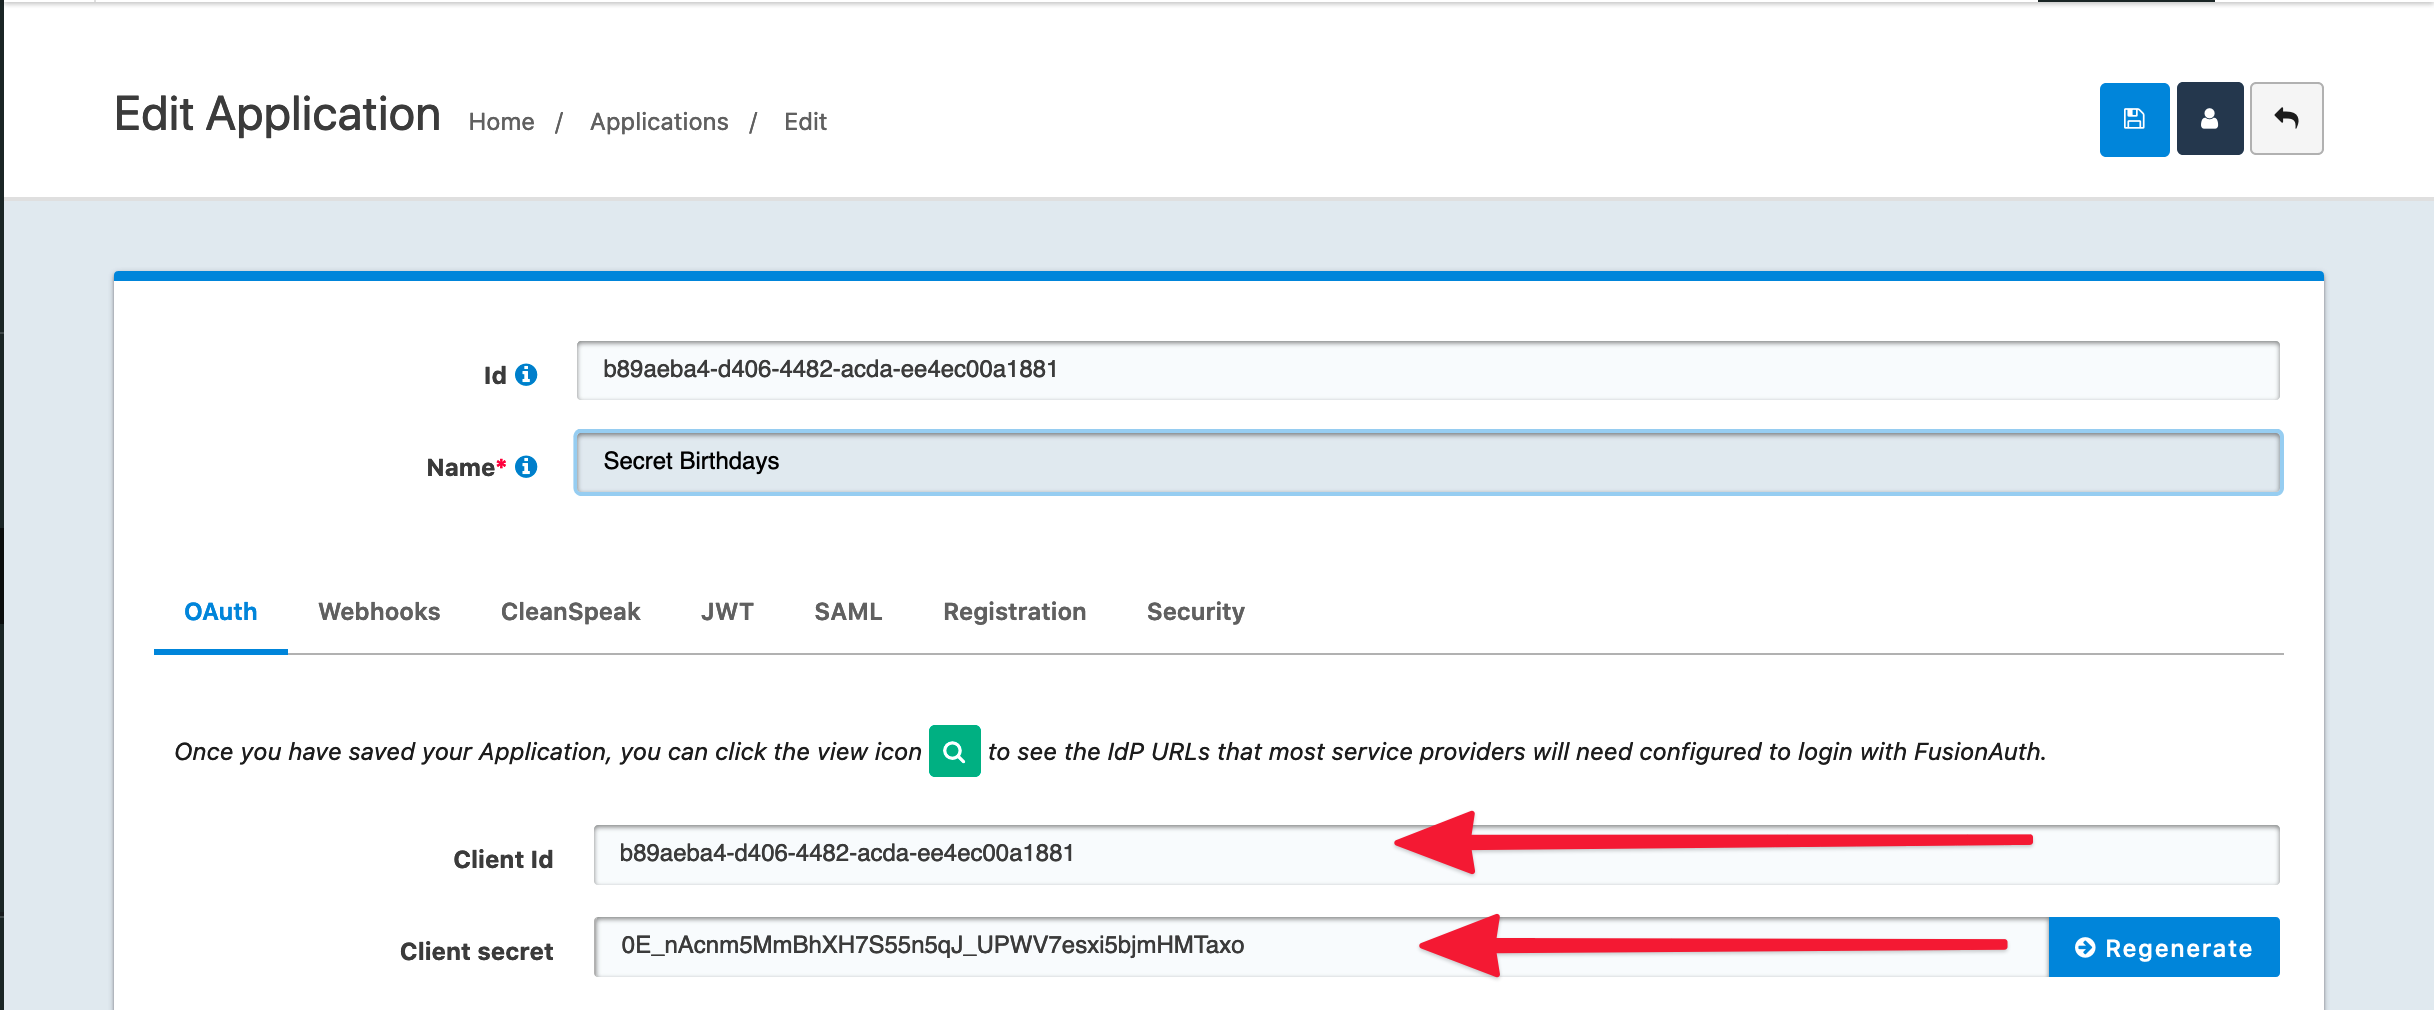 Edit Application Home / Applications / Edit
Id b89aeba4-d406-4482-acda-ee4ec00a1881
Name* Secret Birthdays
OAuth Webhooks CleanSpeak JWT SAML Registration Security
Once you have saved your Application, you can click the view icon to see the IdP URLs that most service providers will need configured to login with FusionAuth.
Client Id b89aeba4-d406-4482-acda-ee4ec00a1881
Client secret 0E_nAcnm5MmBhXH7S55n5qJ_UPWV7esxi5bjmHMTaxo Regenerate